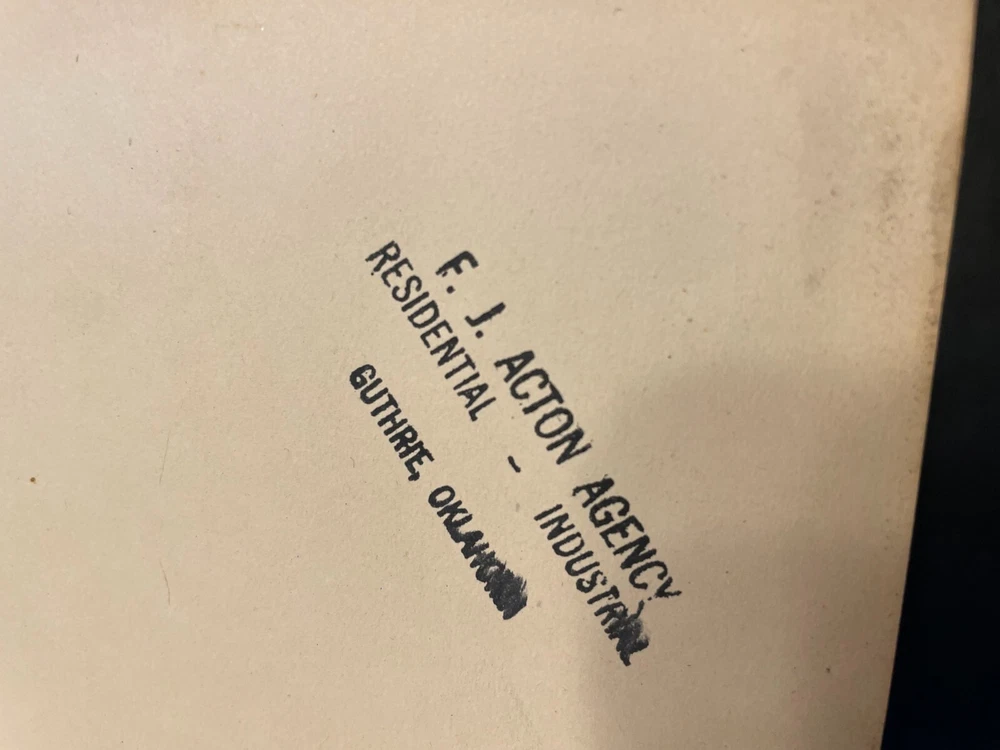 F. J. ACTON AGENCY
RESIDENTIAL - INDUSTRIAL
GUTHRIE, OKLAHOMA